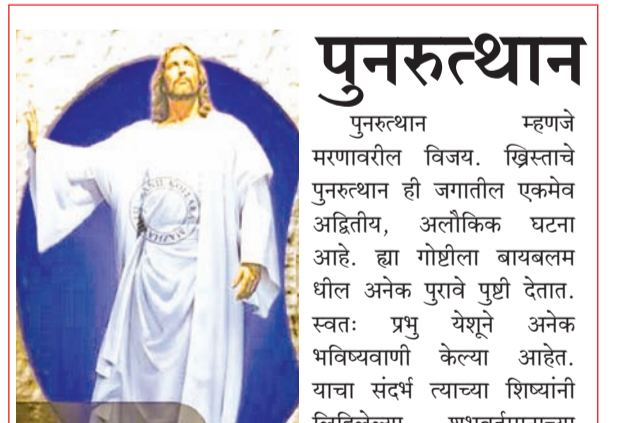 पुनरुत्थान
पुनरुत्थान म्हणजे
मरणावरील विजय. ख्रिस्ताचे
पुनरुत्थान ही जगातील एकमेव
अद्वितीय, अलौकिक घटना
आहे. ह्या गोष्टीला बायबलम
धील अनेक पुरावे पुष्टी देतात.
स्वतः प्रभु येशूने अनेक
भविष्यवाणी केल्या आहेत.
याचा संदर्भ त्याच्या शिष्यांनी